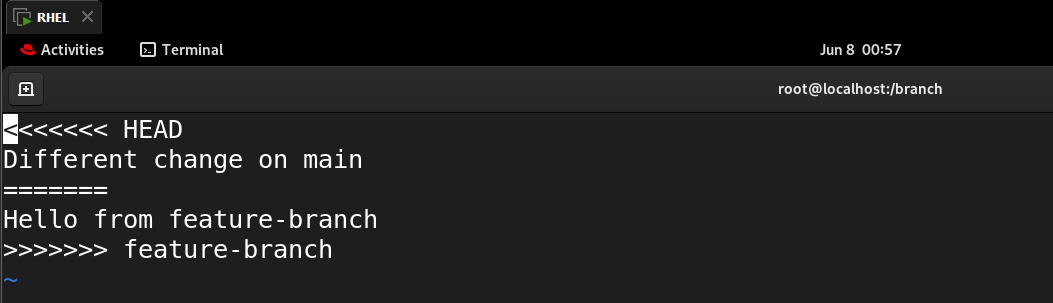 RHEL
Activities
Terminal
Jun 8 00:57
root@localhost:/branch
<<<<<<< HEAD
Different change on main
=======
Hello from feature-branch
>>>>>>> feature-branch
~